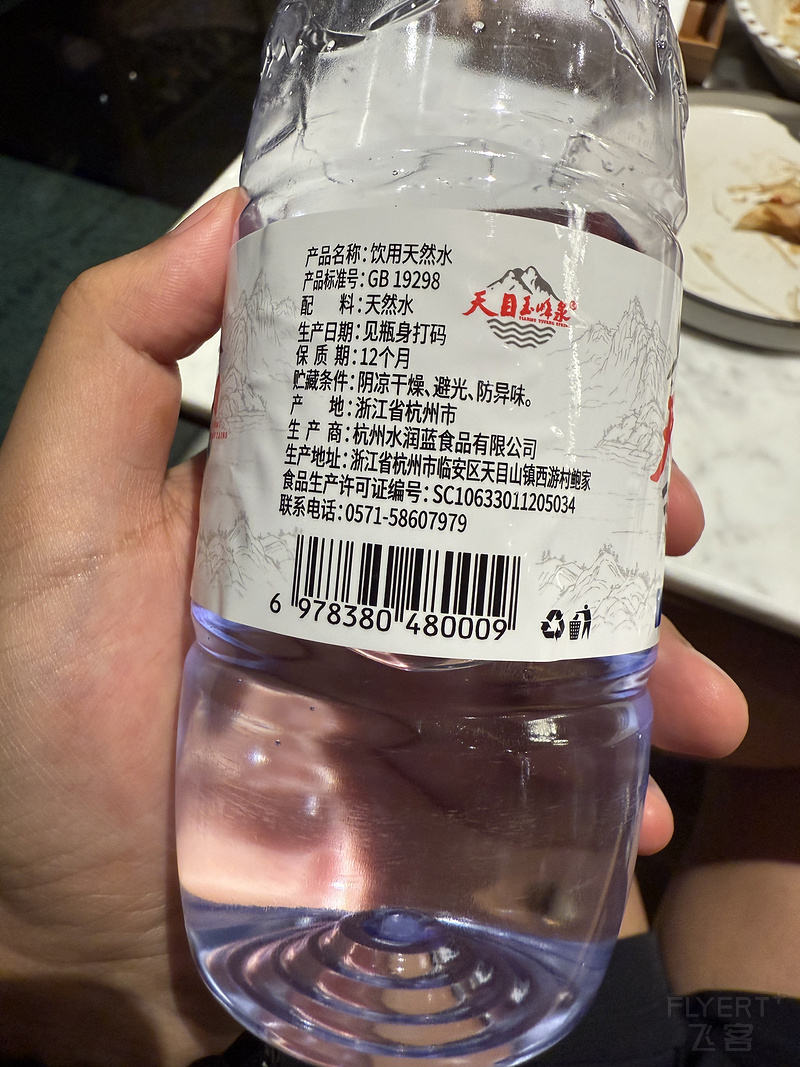 产品名称：饮用天然水
产品标准号：GB 19298
配 料：天然水
生产日期：见瓶身打码
保 质 期：12个月
贮藏条件：阴凉干燥、避光、防异味。
产 地：浙江省杭州市
生 产 商：杭州水润蓝食品有限公司
生产地址：浙江省杭州市临安区天目山镇西游村鲍家
食品生产许可证编号：SC10633011205034
联系电话：0571-58607979
天目玉峰泉®
6 978380 480009
FLYERT
飞客